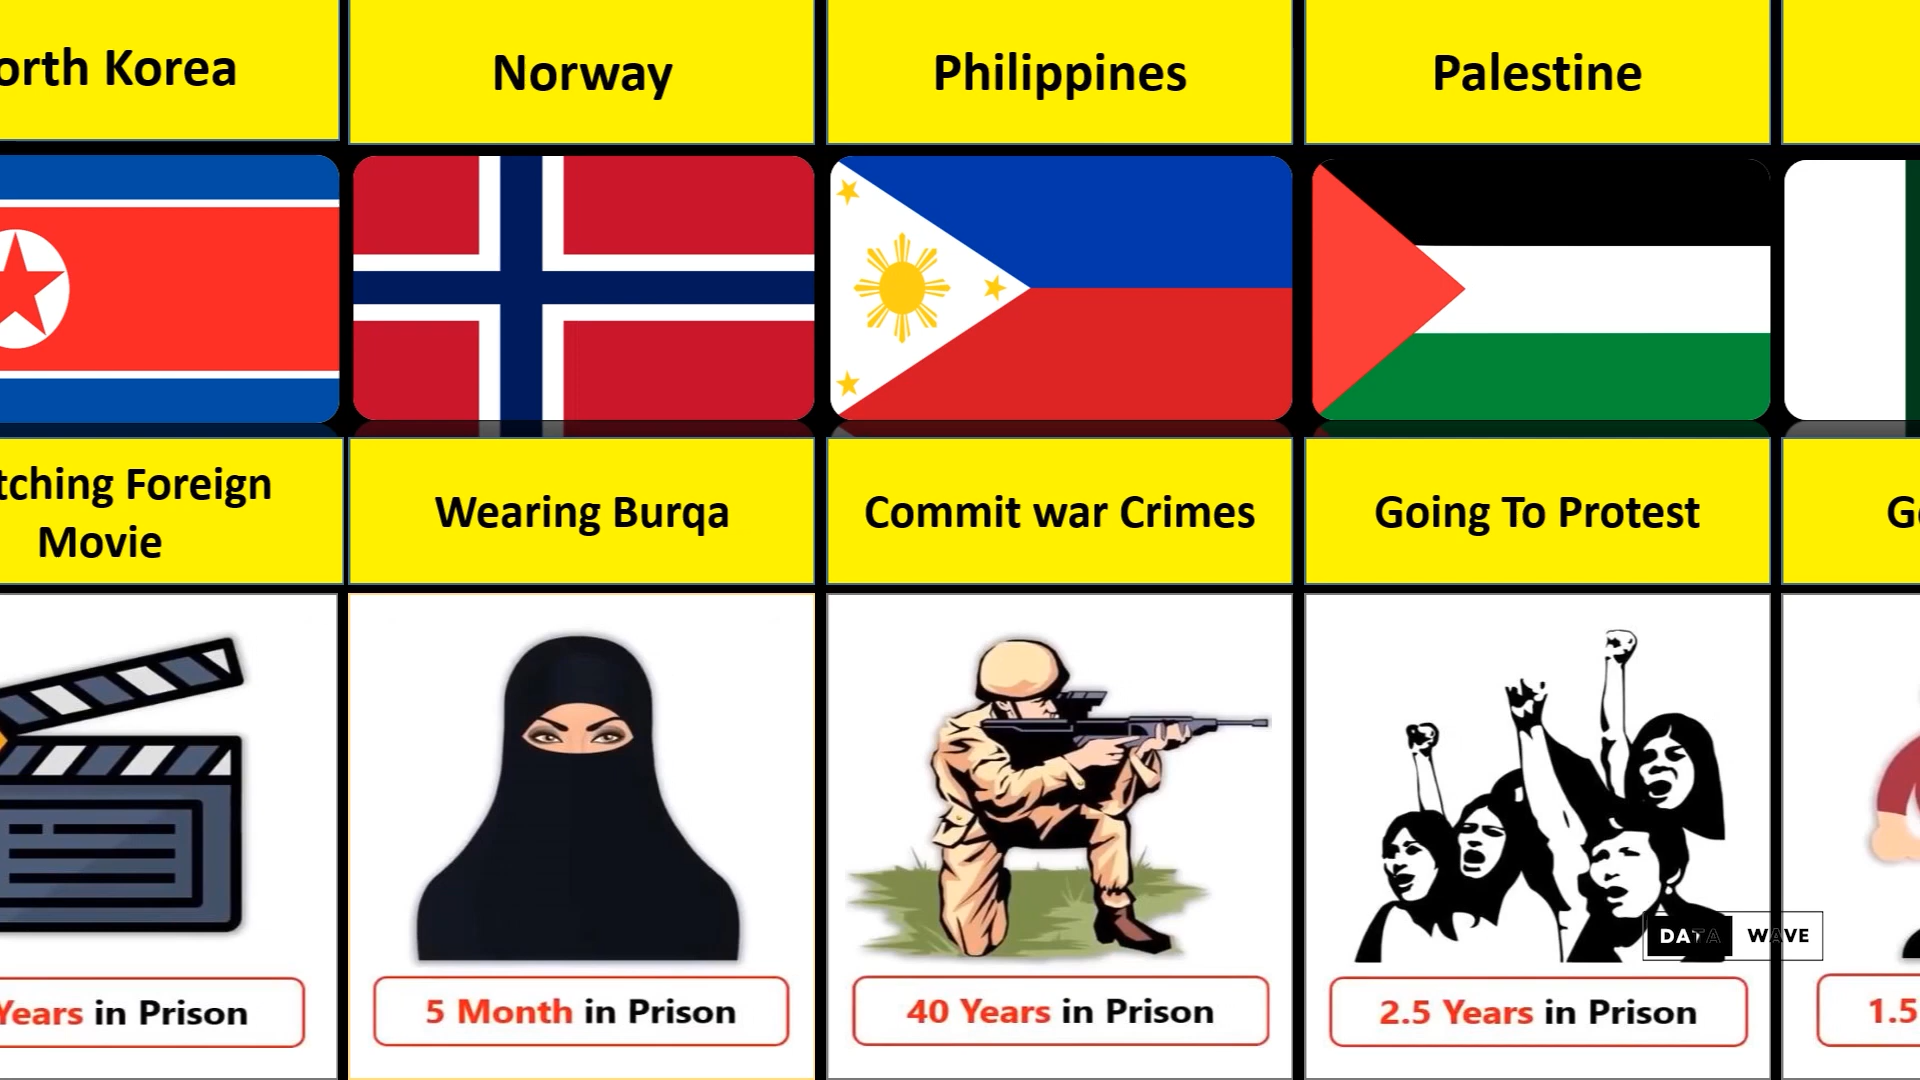 orth Korea
Norway
Philippines
Palestine
tching Foreign
Movie
Wearing Burqa
Commit war Crimes
Going To Protest
G
Years in Prison
5 Month in Prison
40 Years in Prison
2.5 Years in Prison
1.5
DATA WAVE